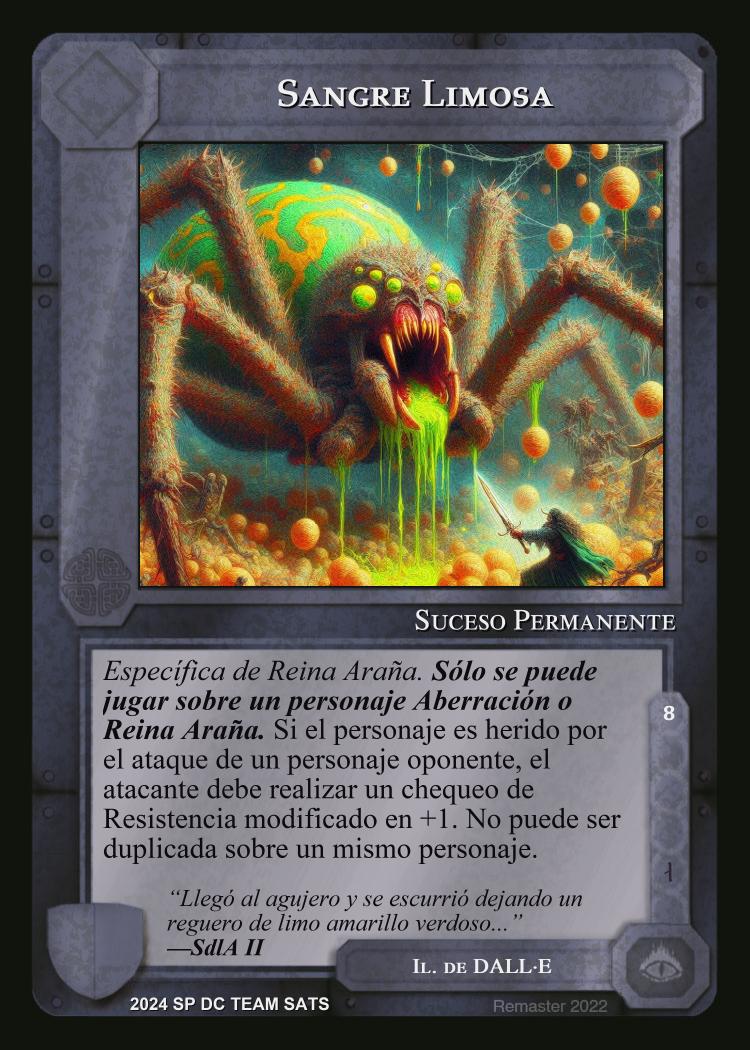 Sangre Limosa
Suceso Permanente
Específica de Reina Araña. Sólo se puede
jugar sobre un personaje Aberración o
Reina Araña. Si el personaje es herido por
el ataque de un personaje oponente, el
atacante debe realizar un chequeo de
Resistencia modificado en +1. No puede ser
duplicada sobre un mismo personaje.
8
“Llegó al agujero y se escurrió dejando un
reguero de limo amarillo verdoso...”
—SdlA II
Il. de DALL·E
2024 SP DC TEAM SATS
Remaster 2022